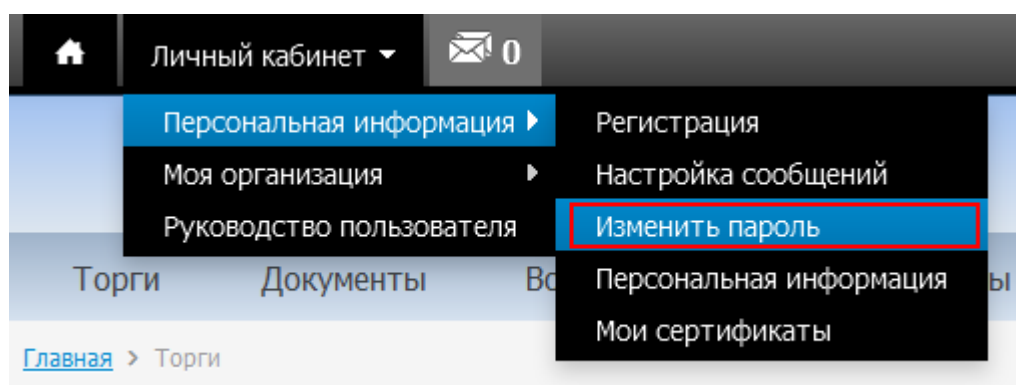 Личный кабинет 0
Персональная информация Регистрация
Моя организация Настройка сообщений
Руководство пользователя Изменить пароль
Торги Документы Персональная информация
Мои сертификаты
Главная > Торги